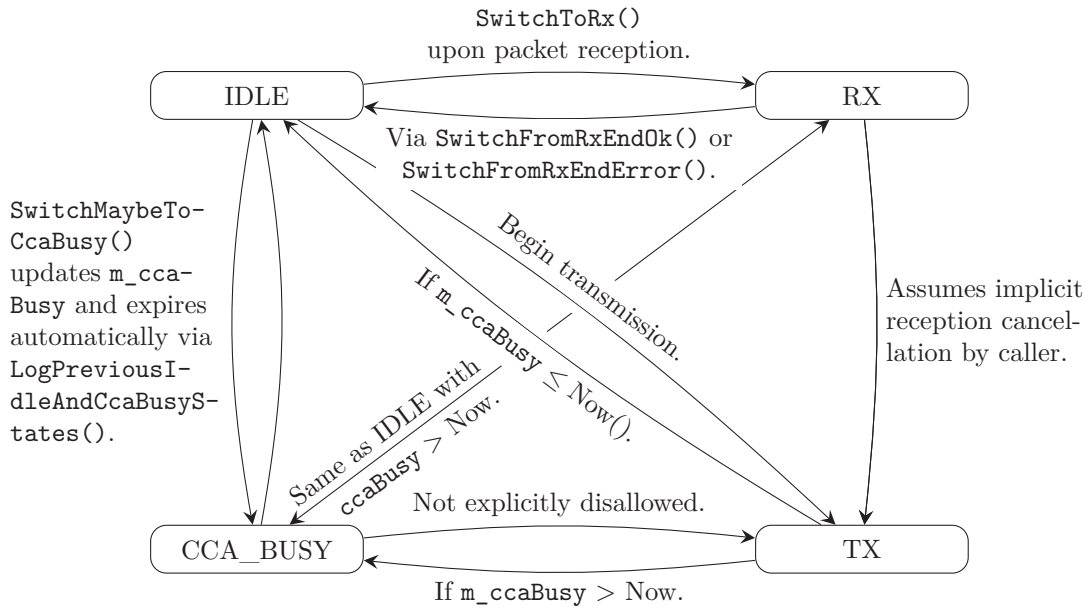 SwitchToRx()
upon packet reception.
IDLE
RX
Via SwitchFromRxEndOk() or
SwitchFromRxEndError().
SwitchMaybeTo-
CcaBusy()
updates m_cca-
Busy and expires
automatically via
LogPreviousI-
dleAndCcaBusyS-
tates().
Begin transmission.
If m_ccaBusy ≤ Now().
Assumes implicit
reception cancel-
lation by caller.
Same as IDLE with
ccaBusy > Now.
Not explicitly disallowed.
CCA_BUSY
TX
If m_ccaBusy > Now.